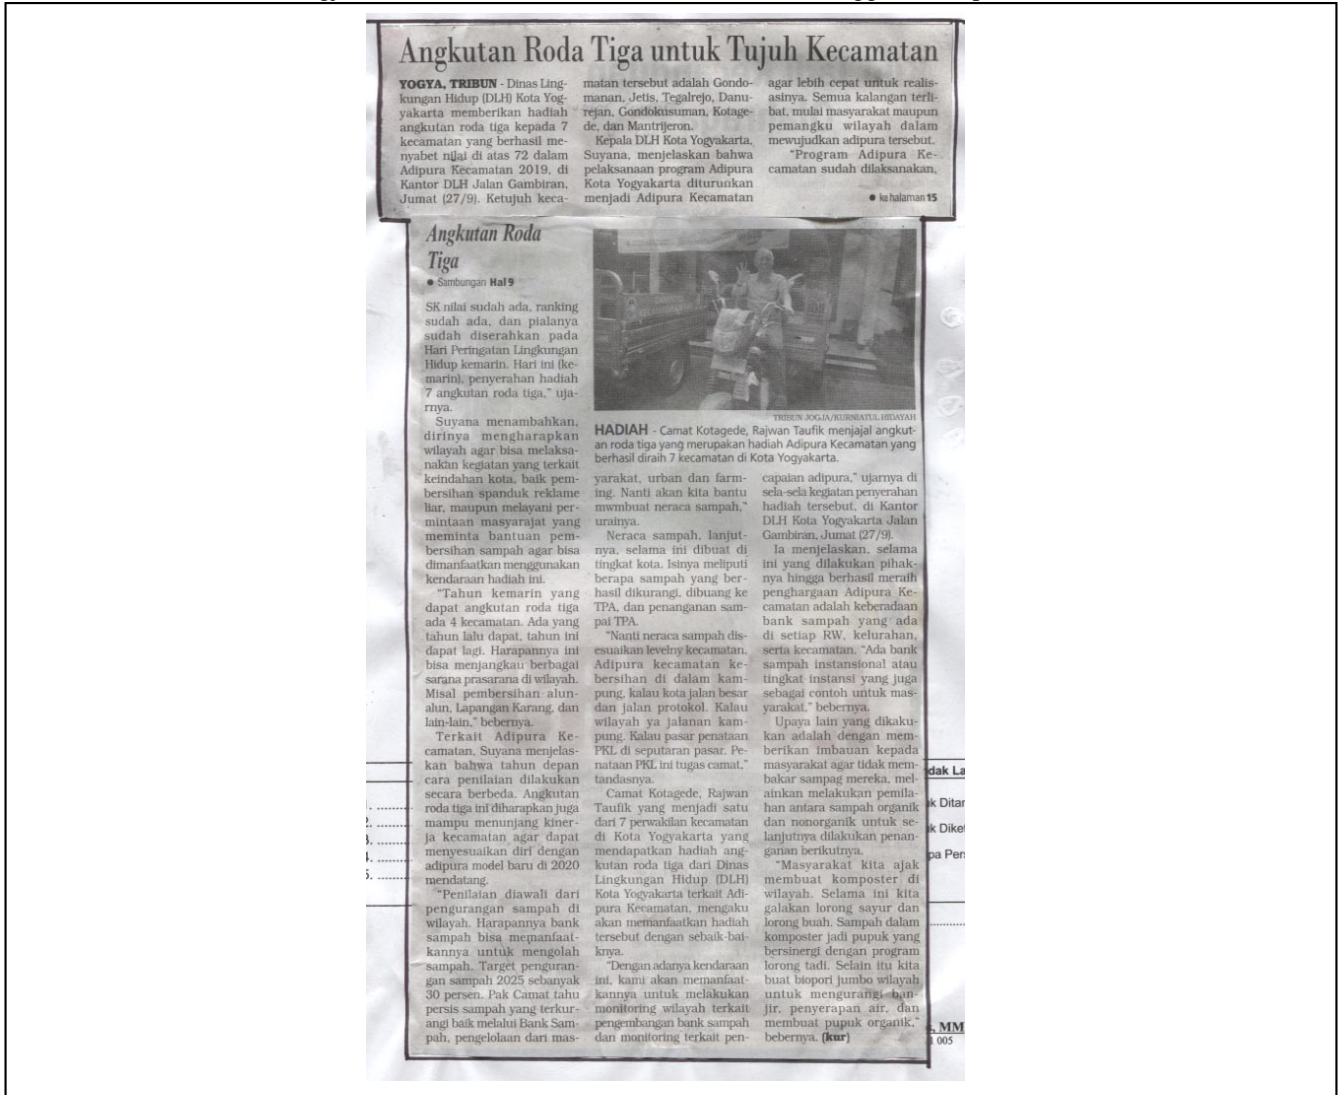 Angkutan Roda Tiga untuk Tujuh Kecamatan
YOGYA, TRIBUN - Dinas Ling-
kungan Hidup (DLH) Kota Yog-
yakarta memberikan hadiah
angkutan roda tiga kepada 7
kecamatan yang berhasil me-
nyabet nilai di atas 72 dalam
Adipura Kecamatan 2019, di
Kantor DLH Jalan Gambiran,
Jumat (27/9). Ketujuh keca-
matan tersebut adalah Gondo-
manan, Jetis, Tegalrejo, Danu-
rejan, Gondokusuman, Kotage-
de, dan Mantrijeron.
Kepala DLH Kota Yogyakarta,
Suyana, menjelaskan bahwa
pelaksanaan program Adipura
Kota Yogyakarta diturunkan
menjadi Adipura Kecamatan
agar lebih cepat untuk realis-
asinya. Semua kalangan terli-
bat, mulai masyarakat maupun
pemangku wilayah dalam
mewujudkan adipura tersebut.
"Program Adipura Ke-
camatan sudah dilaksanakan,
● ke halaman 15
Angkutan Roda
Tiga
● Sambungan Hal 9
SK nilai sudah ada, ranking
sudah ada, dan pialanya
sudah diserahkan pada
Hari Peringatan Lingkungan
Hidup kemarin. Hari ini (ke-
marin), penyerahan hadiah
7 angkutan roda tiga," uja-
rnya.
Suyana menambahkan,
dirinya mengharapkan
wilayah agar bisa melaksa-
nakan kegiatan yang terkait
keindahan kota, baik pem-
bersihan spanduk reklame
liar, maupun melayani per-
mintaan masyarajat yang
meminta bantuan pem-
bersihan sampah agar bisa
dimanfaatkan menggunakan
kendaraan hadiah ini.
"Tahun kemarin yang
dapat angkutan roda tiga
ada 4 kecamatan. Ada yang
tahun lalu dapat, tahun ini
dapat lagi. Harapannya ini
bisa menjangkau berbagai
sarana prasarana di wilayah.
Misal pembersihan alun-
alun, Lapangan Karang, dan
lain-lain," bebernya.
Terkait Adipura Ke-
camatan, Suyana menjelas-
kan bahwa tahun depan
cara penilaian dilakukan
secara berbeda. Angkutan
roda tiga ini diharapkan juga
mampu menunjang kiner-
ja kecamatan agar dapat
menyesuaikan diri dengan
adipura model baru di 2020
mendatang.
"Penilaian diawali dari
pengurangan sampah di
wilayah. Harapannya bank
sampah bisa memanfaat-
kannya untuk mengolah
sampah. Target penguran-
gan sampah 2025 sebanyak
30 persen. Pak Camat tahu
persis sampah yang terkur-
angi baik melalui Bank Sam-
pah, pengelolaan dari mas-
TRIBUN JOGJA/KURNIATUL HIDAYAH
HADIAH - Camat Kotagede, Rajwan Taufik menjajal angkut-
an roda tiga yang merupakan hadiah Adipura Kecamatan yang
berhasil diraih 7 kecamatan di Kota Yogyakarta.
yarakat, urban dan farm-
ing. Nanti akan kita bantu
mwmbuat neraca sampah,"
urainya.
Neraca sampah, lanjut-
nya, selama ini dibuat di
tingkat kota. Isinya meliputi
berapa sampah yang ber-
hasil dikurangi, dibuang ke
TPA, dan penanganan sam-
pai TPA.
"Nanti neraca sampah dis-
esuaikan levelny kecamatan.
Adipura kecamatan ke-
bersihan di dalam kam-
pung, kalau kota jalan besar
dan jalan protokol. Kalau
wilayah ya jalanan kam-
pung. Kalau pasar penataan
PKL di seputaran pasar. Pe-
nataan PKL ini tugas camat,"
tandasnya.
Camat Kotagede, Rajwan
Taufik yang menjadi satu
dari 7 perwakilan kecamatan
di Kota Yogyakarta yang
mendapatkan hadiah ang-
kutan roda tiga dari Dinas
Lingkungan Hidup (DLH)
Kota Yogyakarta terkait Adi-
pura Kecamatan, mengaku
akan memanfaatkan hadiah
tersebut dengan sebaik-bai-
knya.
"Dengan adanya kendaraan
ini, kami akan memanfaat-
kannya untuk melakukan
monitoring wilayah terkait
pengembangan bank sampah
dan monitoring terkait pen-
capaian adipura," ujarnya di
sela-sela kegiatan penyerahan
hadiah tersebut, di Kantor
DLH Kota Yogyakarta Jalan
Gambiran, Jumat (27/9).
Ia menjelaskan, selama
ini yang dilakukan pihak-
nya hingga berhasil meraih
penghargaan Adipura Ke-
camatan adalah keberadaan
bank sampah yang ada
di setiap RW, kelurahan,
serta kecamatan. "Ada bank
sampah instansional atau
tingkat instansi yang juga
sebagai contoh untuk mas-
yarakat," bebernya.
Upaya lain yang dikaku-
kan adalah dengan mem-
berikan imbauan kepada
masyarakat agar tidak mem-
bakar sampag mereka, mel-
ainkan melakukan pemila-
han antara sampah organik
dan nonorganik untuk se-
lanjutnya dilakukan penan-
ganan berikutnya.
"Masyarakat kita ajak
membuat komposter di
wilayah. Selama ini kita
galakan lorong sayur dan
lorong buah. Sampah dalam
komposter jadi pupuk yang
bersinergi dengan program
lorong tadi. Selain itu kita
buat biopori jumbo wilayah
untuk mengurangi ban-
jir, penyerapan air, dan
membuat pupuk organik,"
bebernya. (kur)
2.
3.
4.
5.
dak La
k Ditar
k Diket
pa Pers
, MM
1 005